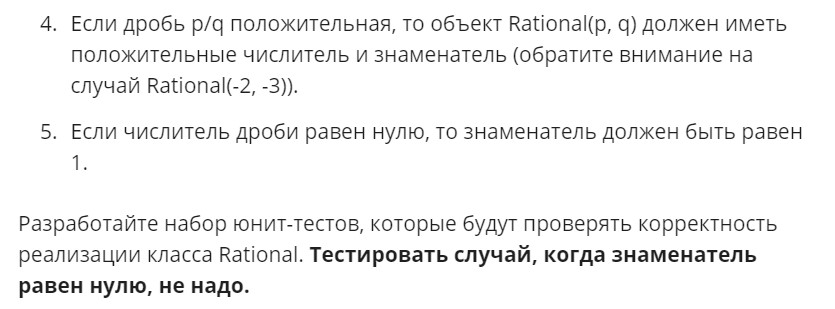 4. Если дробь p/q положительная, то объект Rational(p, q) должен иметь
положительные числитель и знаменатель (обратите внимание на
случай Rational(-2, -3)).
5. Если числитель дроби равен нулю, то знаменатель должен быть равен
1.
Разработайте набор юнит-тестов, которые будут проверять корректность
реализации класса Rational. Тестировать случай, когда знаменатель
равен нулю, не надо.